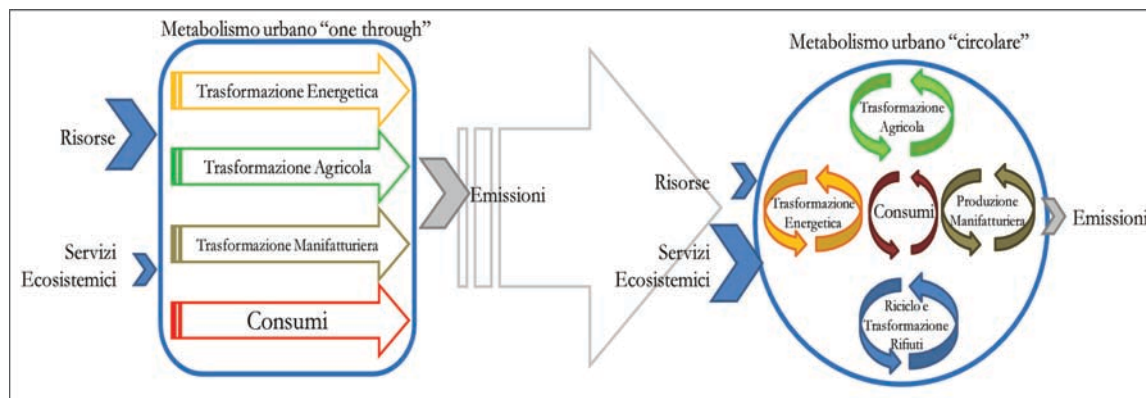 Metabolismo urbano “one through”
Trasformazione Energetica
Risorse
Trasformazione Agricola
Emissioni
Trasformazione Manifatturiera
Servizi
Ecosistemici
Consumi
Metabolismo urbano “circolare”
Trasformazione
Agricola
Risorse
Trasformazione
Energetica
Consumi
Produzione
Manifatturiera
Emissioni
Servizi
Ecosistemici
Riciclo e
Trasformazione
Rifiuti